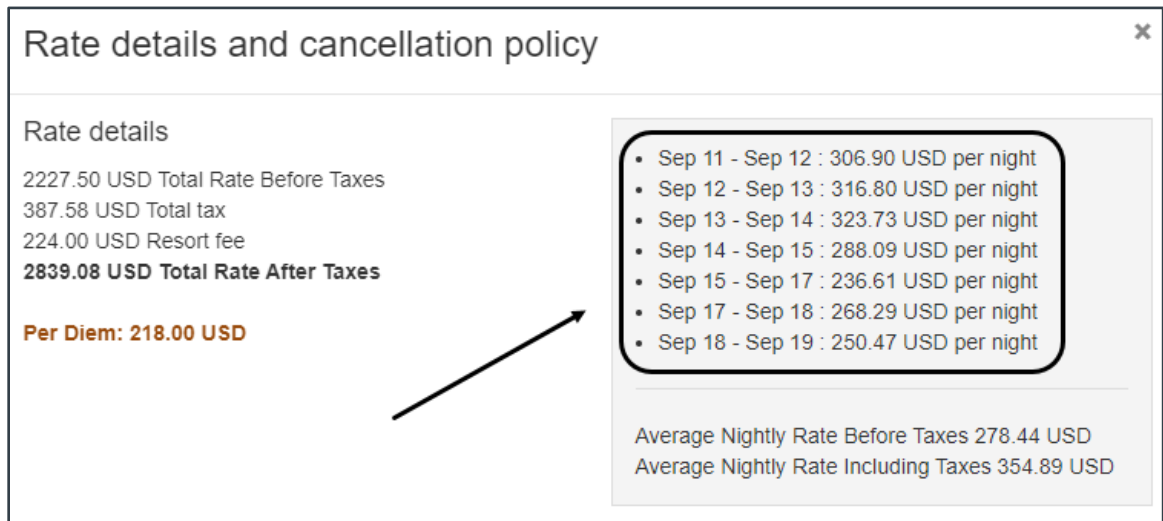 Rate details and cancellation policy
×
Rate details
2227.50 USD Total Rate Before Taxes
387.58 USD Total tax
224.00 USD Resort fee
2839.08 USD Total Rate After Taxes
Per Diem: 218.00 USD
• Sep 11 - Sep 12 : 306.90 USD per night
• Sep 12 - Sep 13 : 316.80 USD per night
• Sep 13 - Sep 14 : 323.73 USD per night
• Sep 14 - Sep 15 : 288.09 USD per night
• Sep 15 - Sep 17 : 236.61 USD per night
• Sep 17 - Sep 18 : 268.29 USD per night
• Sep 18 - Sep 19 : 250.47 USD per night
Average Nightly Rate Before Taxes 278.44 USD
Average Nightly Rate Including Taxes 354.89 USD